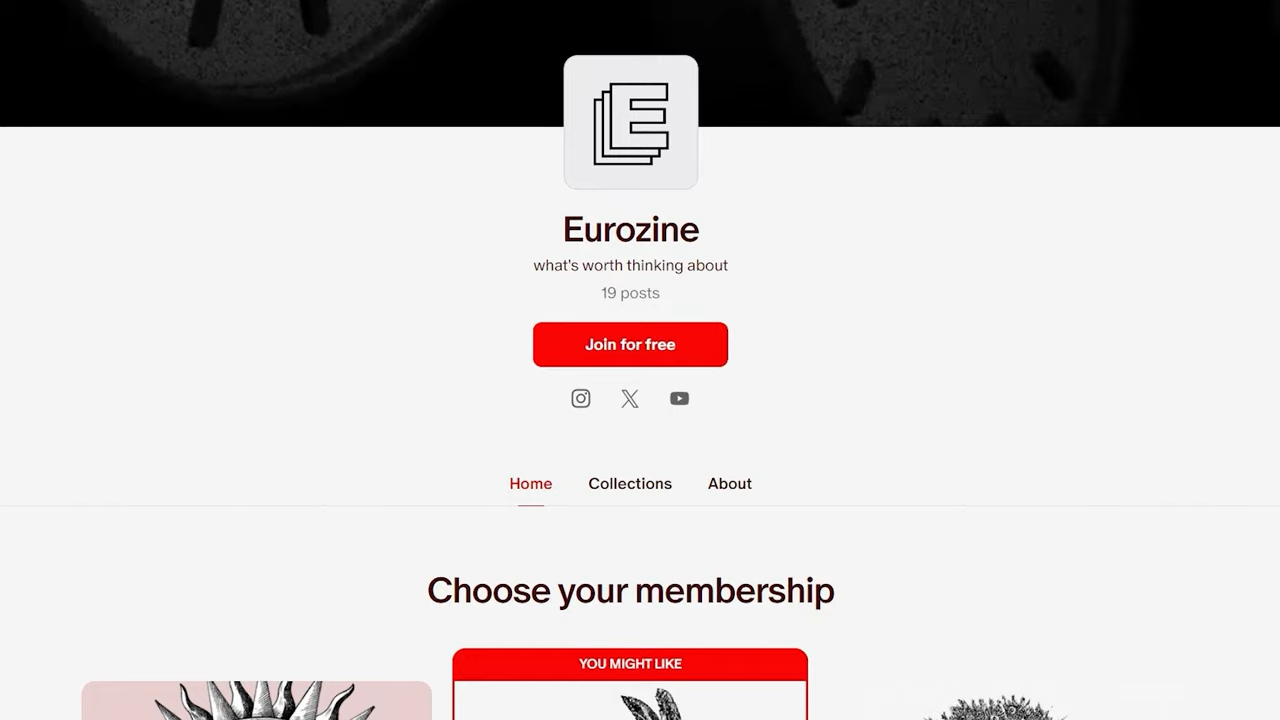 E
Eurozine
what's worth thinking about
19 posts
Join for free
Home Collections About
Choose your membership
YOU MIGHT LIKE